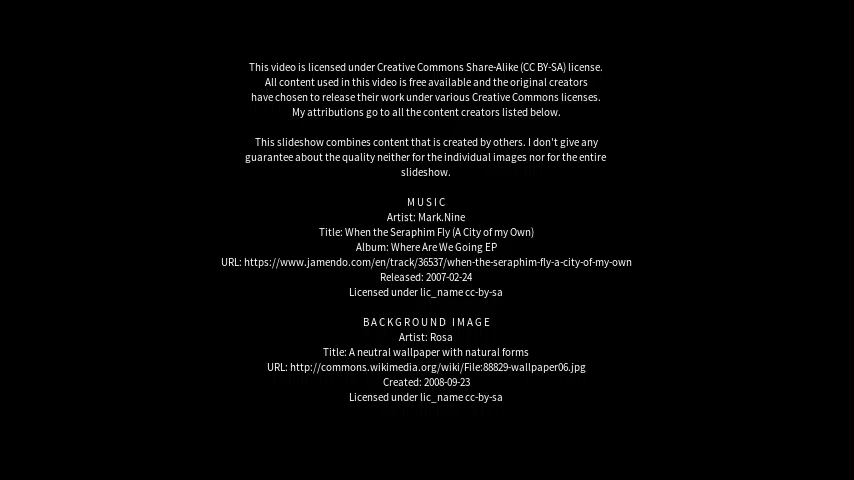 This video is licensed under Creative Commons Share-Alike (CC BY-SA) license.
All content used in this video is free available and the original creators
have chosen to release their work under various Creative Commons licenses.
My attributions go to all the content creators listed below.
This slideshow combines content that is created by others. I don't give any
guarantee about the quality neither for the individual images nor for the entire
slideshow.
MUSIC
Artist: Mark.Nine
Title: When the Seraphim Fly (A City of my Own)
Album: Where Are We Going EP
URL: https://www.jamendo.com/en/track/36537/when-the-seraphim-fly-a-city-of-my-own
Released: 2007-02-24
Licensed under lic_name cc-by-sa
BACKGROUND IMAGE
Artist: Rosa
Title: A neutral wallpaper with natural forms
URL: http://commons.wikimedia.org/wiki/File:88829-wallpaper06.jpg
Created: 2008-09-23
Licensed under lic_name cc-by-sa